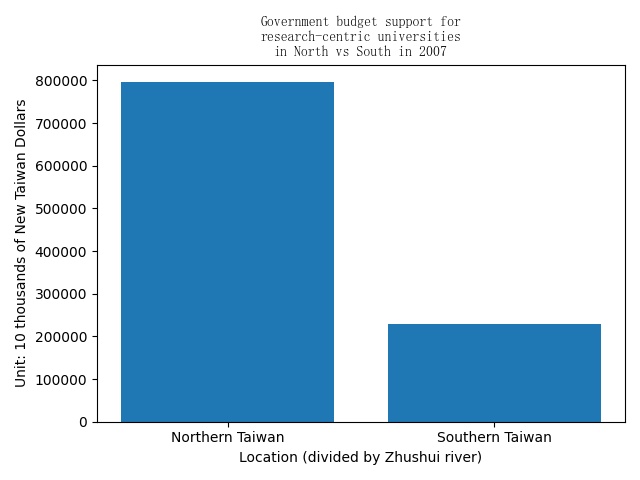 Government budget support for
research-centric universities
in North vs South in 2007
Unit: 10 thousands of New Taiwan Dollars
800000
700000
600000
500000
400000
300000
200000
100000
0
Northern Taiwan
Southern Taiwan
Location (divided by Zhushui river)